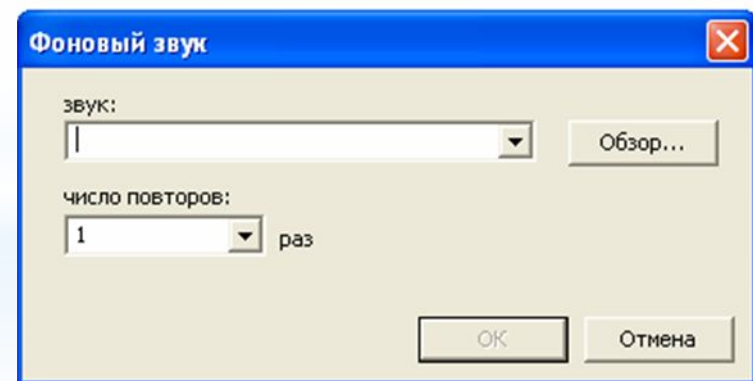 Фоновый звук
звук:
Обзор...
число повторов:
1 раз
OK Отмена